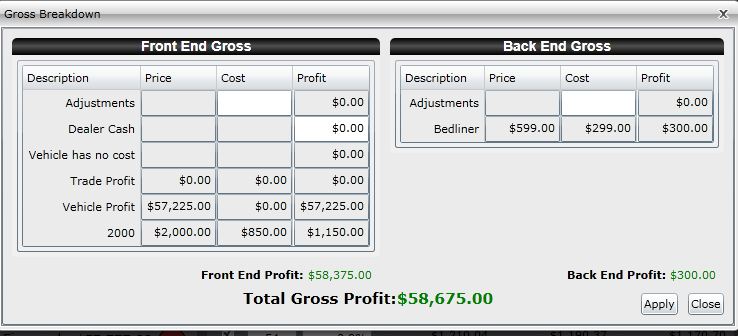 Gross Breakdown x
Front End Gross
Description Price Cost Profit
Adjustments $0.00
Dealer Cash $0.00
Vehicle has no cost $0.00
Trade Profit $0.00 $0.00 $0.00
Vehicle Profit $57,225.00 $0.00 $57,225.00
2000 $2,000.00 $850.00 $1,150.00
Front End Profit: $58,375.00
Back End Gross
Description Price Cost Profit
Adjustments $0.00
Bedliner $599.00 $299.00 $300.00
Back End Profit: $300.00
Total Gross Profit:$58,675.00
Apply Close